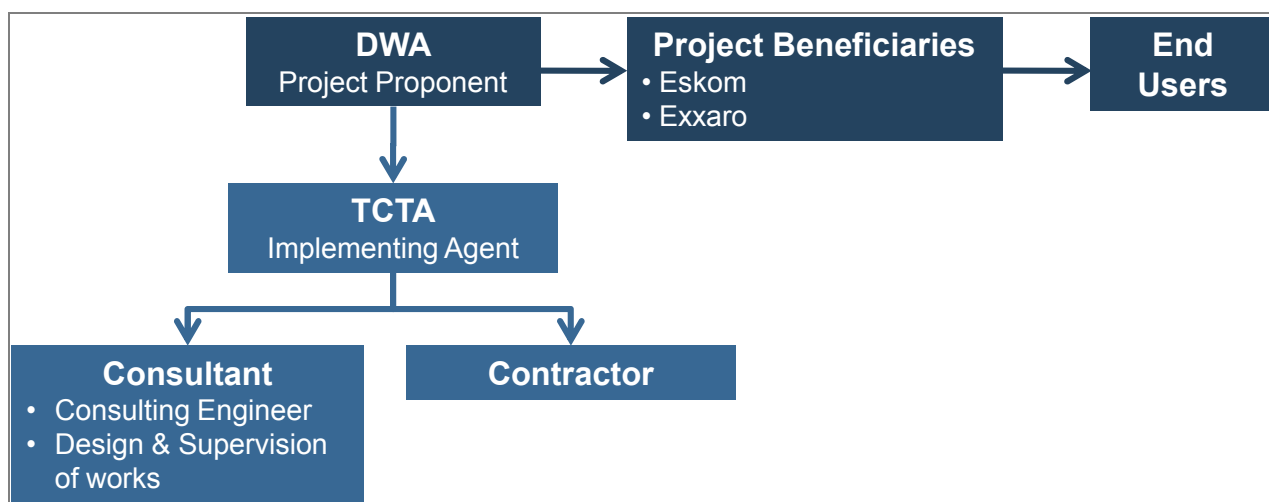 DWA
Project Proponent
Project Beneficiaries
• Eskom
• Exxaro
End
Users
TCTA
Implementing Agent
Consultant
• Consulting Engineer
• Design & Supervision
of works
Contractor